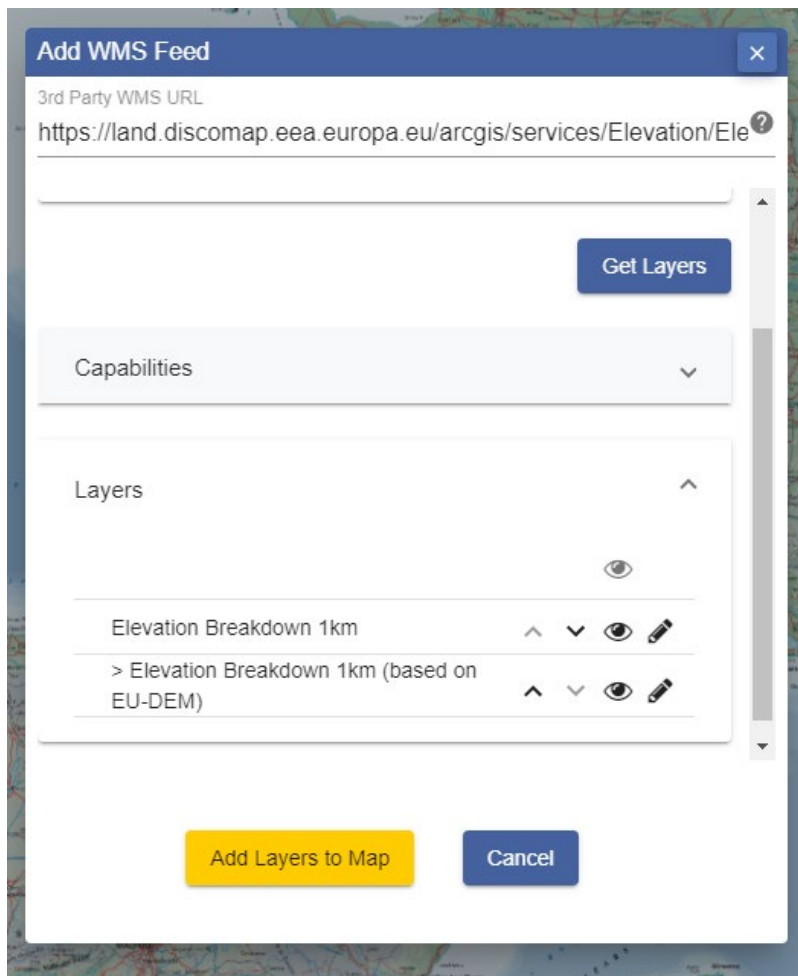 Add WMS Feed
3rd Party WMS URL
https://land.discomap.eea.europa.eu/arcgis/services/Elevation/Ele
Get Layers
Capabilities
Layers
Elevation Breakdown 1km
> Elevation Breakdown 1km (based on
EU-DEM)
Add Layers to Map
Cancel